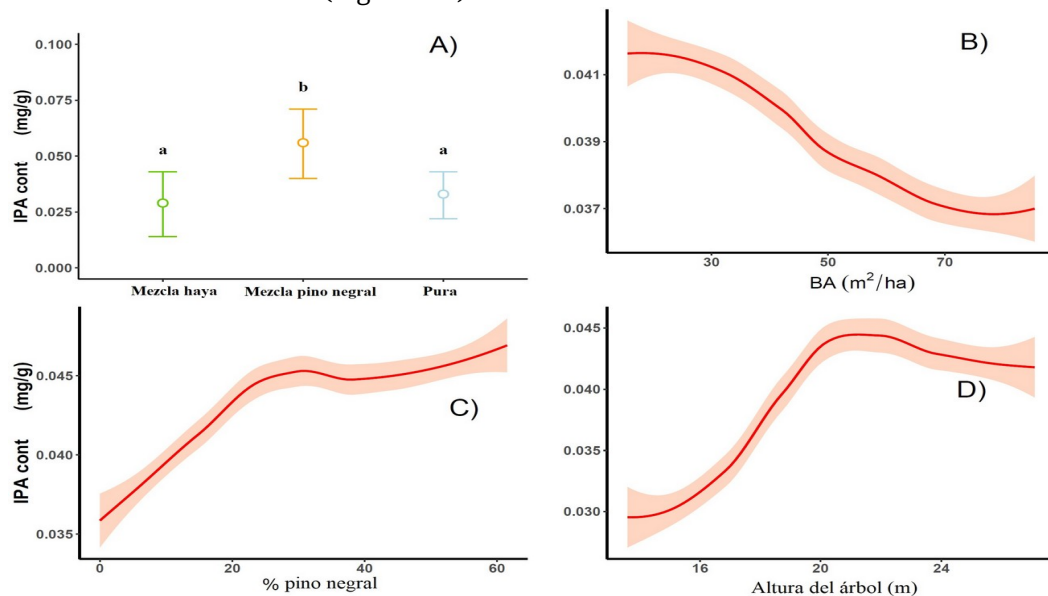 A)
0.100
0.075
0.050
0.025
0.000
IPA cont (mg/g)
a
b
a
Mezcla haya
Mezcla pino negral
Pura
B)
0.041
0.039
0.037
30
50
70
BA (m²/ha)
C)
0.045
0.040
0.035
IPA cont (mg/g)
0
20
40
60
% pino negral
D)
0.045
0.040
0.035
0.030
16
20
24
Altura del árbol (m)